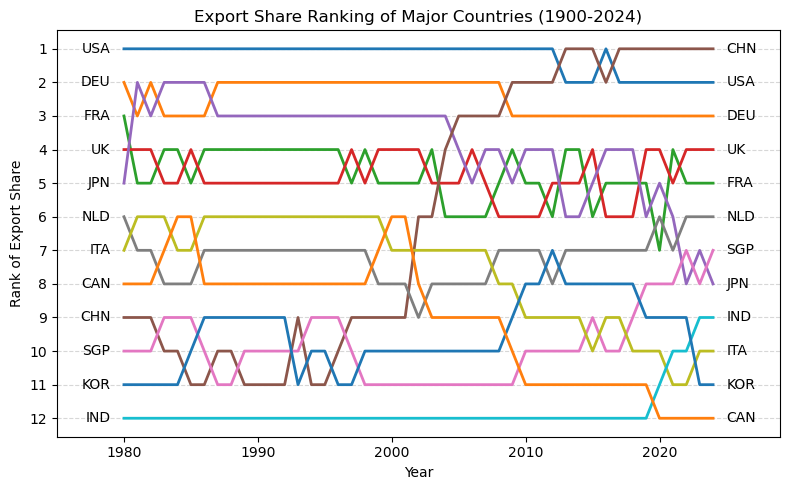 Export Share Ranking of Major Countries (1900-2024)
Rank of Export Share
1 USA CHN
2 DEU USA
3 FRA DEU
4 UK UK
5 JPN FRA
6 NLD NLD
7 ITA SGP
8 CAN JPN
9 CHN IND
10 SGP ITA
11 KOR KOR
12 IND CAN
1980 1990 2000 2010 2020
Year